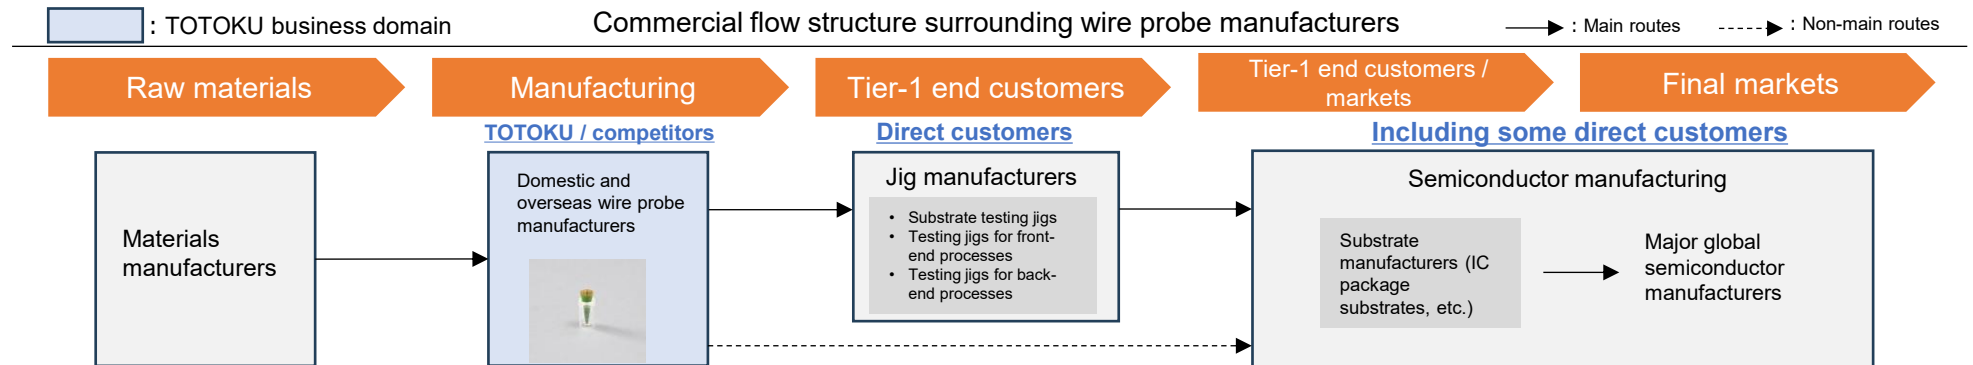 : TOTOKU business domain
Commercial flow structure surrounding wire probe manufacturers
: Main routes
: Non-main routes
Raw materials
Manufacturing
Tier-1 end customers
Tier-1 end customers /
markets
Final markets
TOTOKU / competitors
Direct customers
Including some direct customers
Materials
manufacturers
Domestic and
overseas wire probe
manufacturers
Jig manufacturers
• Substrate testing jigs
• Testing jigs for front-
end processes
• Testing jigs for back-
end processes
Semiconductor manufacturing
Substrate
manufacturers (IC
package
substrates, etc.)
Major global
semiconductor
manufacturers